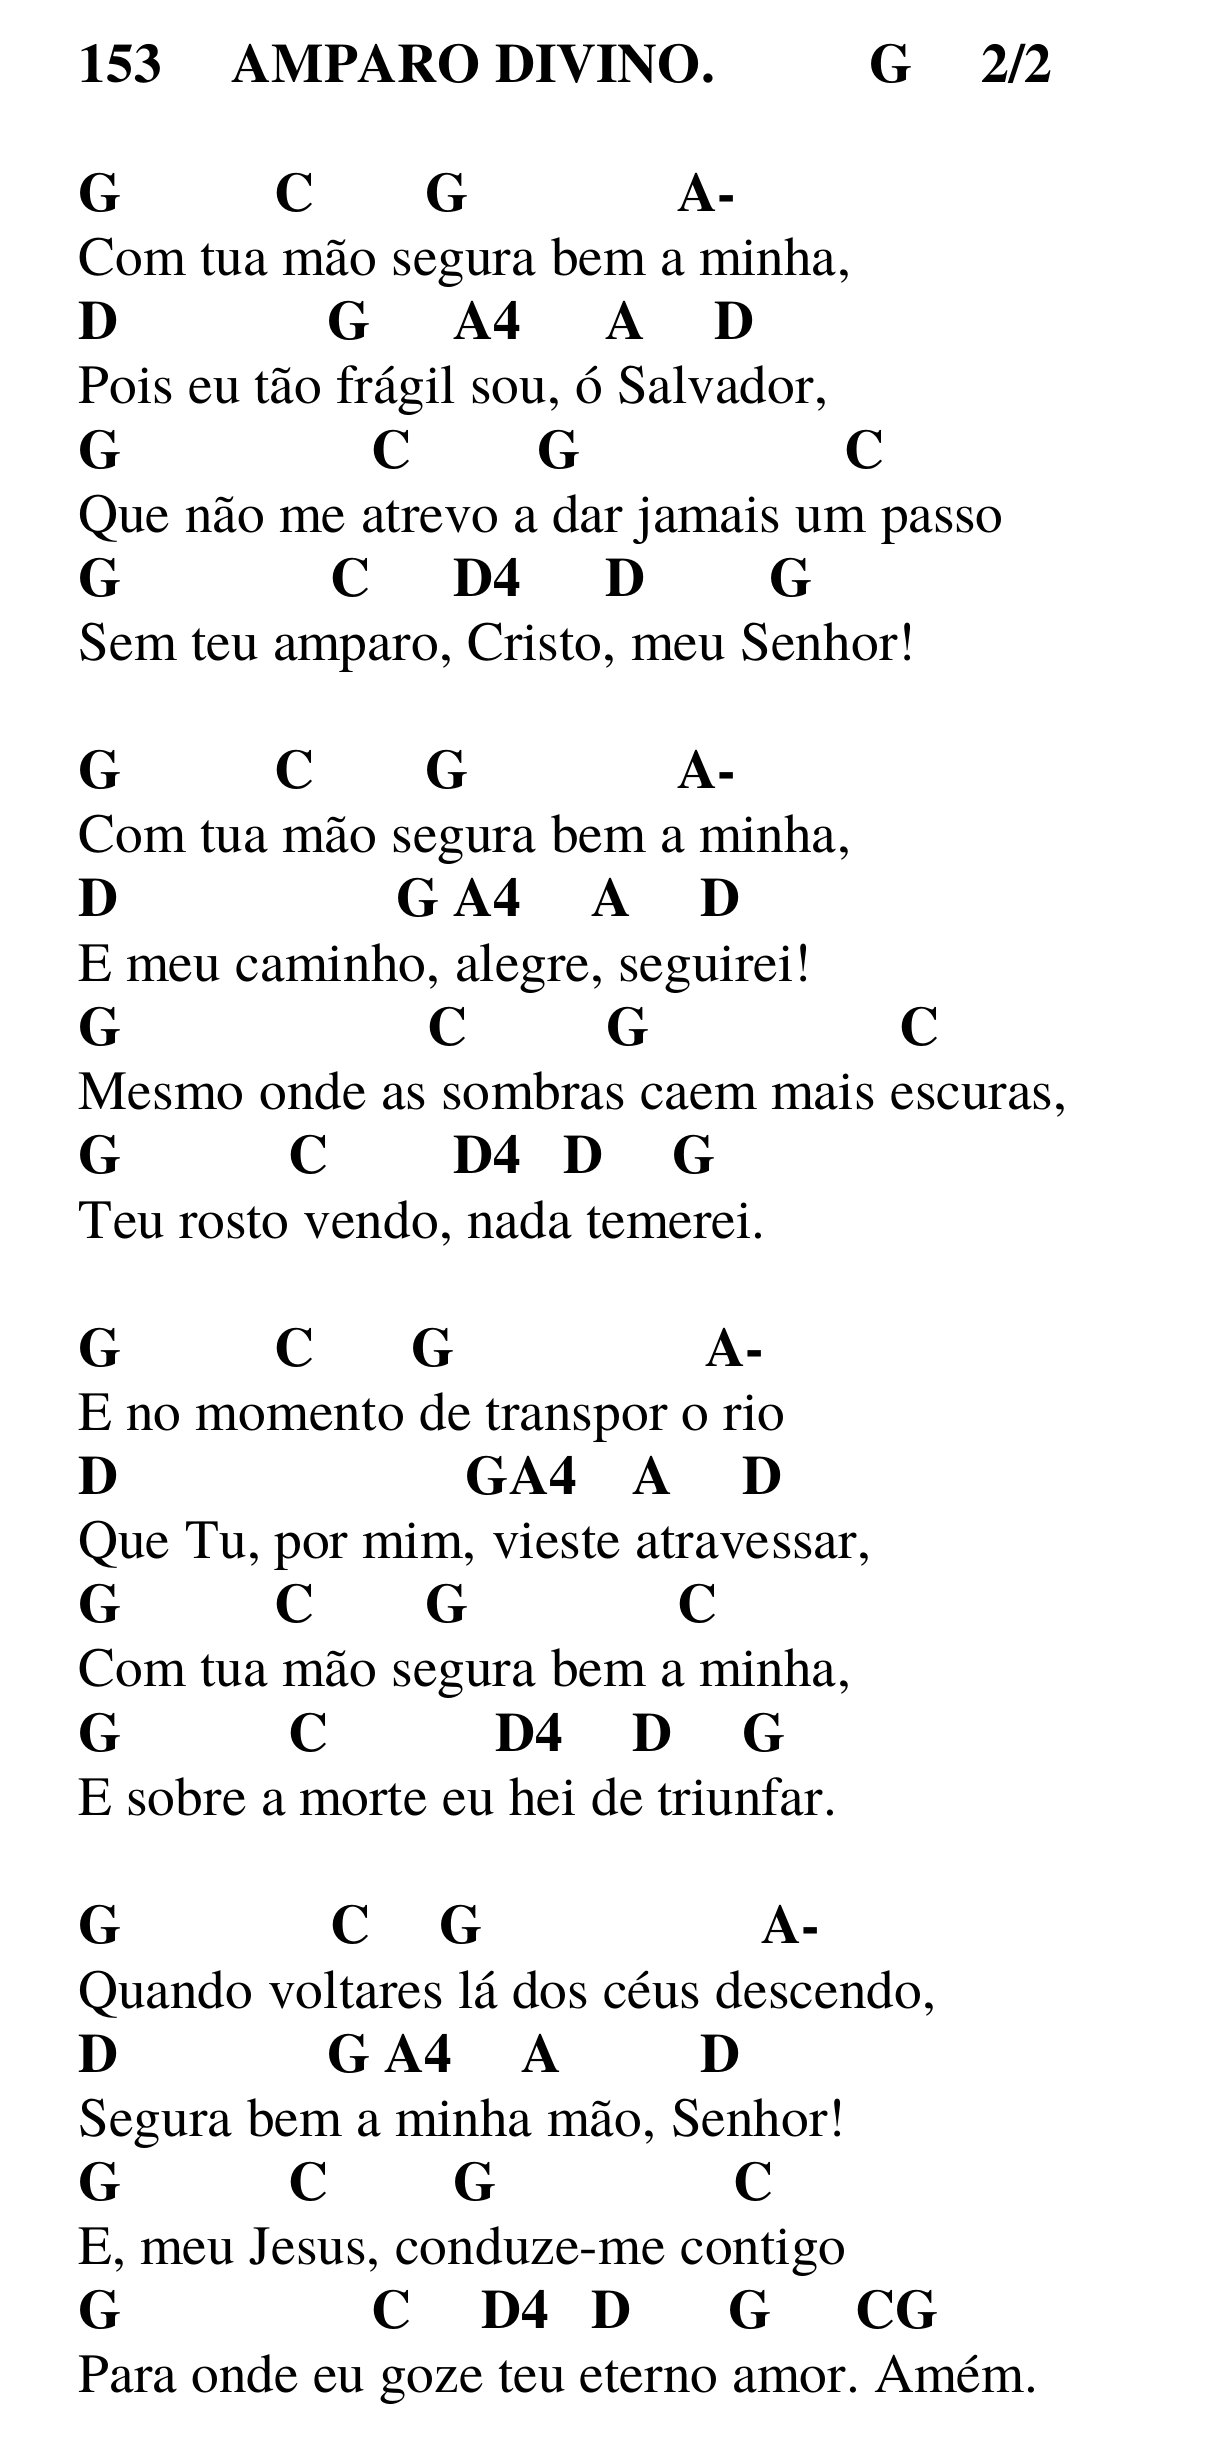 153 AMPARO DIVINO. G 2/2
G C G A-
Com tua mão segura bem a minha,
D G A4 A D
Pois eu tão frágil sou, ó Salvador,
G C G C
Que não me atrevo a dar jamais um passo
G C D4 D G
Sem teu amparo, Cristo, meu Senhor!
G C G A-
Com tua mão segura bem a minha,
D G A4 A D
E meu caminho, alegre, seguirei!
G C G C
Mesmo onde as sombras caem mais escuras,
G C D4 D G
Teu rosto vendo, nada temerei.
G C G A-
E no momento de transpor o rio
D GA4 A D
Que Tu, por mim, vieste atravessar,
G C G C
Com tua mão segura bem a minha,
G C D4 D G
E sobre a morte eu hei de triunfar.
G C G A-
Quando voltares lá dos céus descendo,
D G A4 A D
Segura bem a minha mão, Senhor!
G C G C
E, meu Jesus, conduze-me contigo
G C D4 D G CG
Para onde eu goze teu eterno amor. Amém.